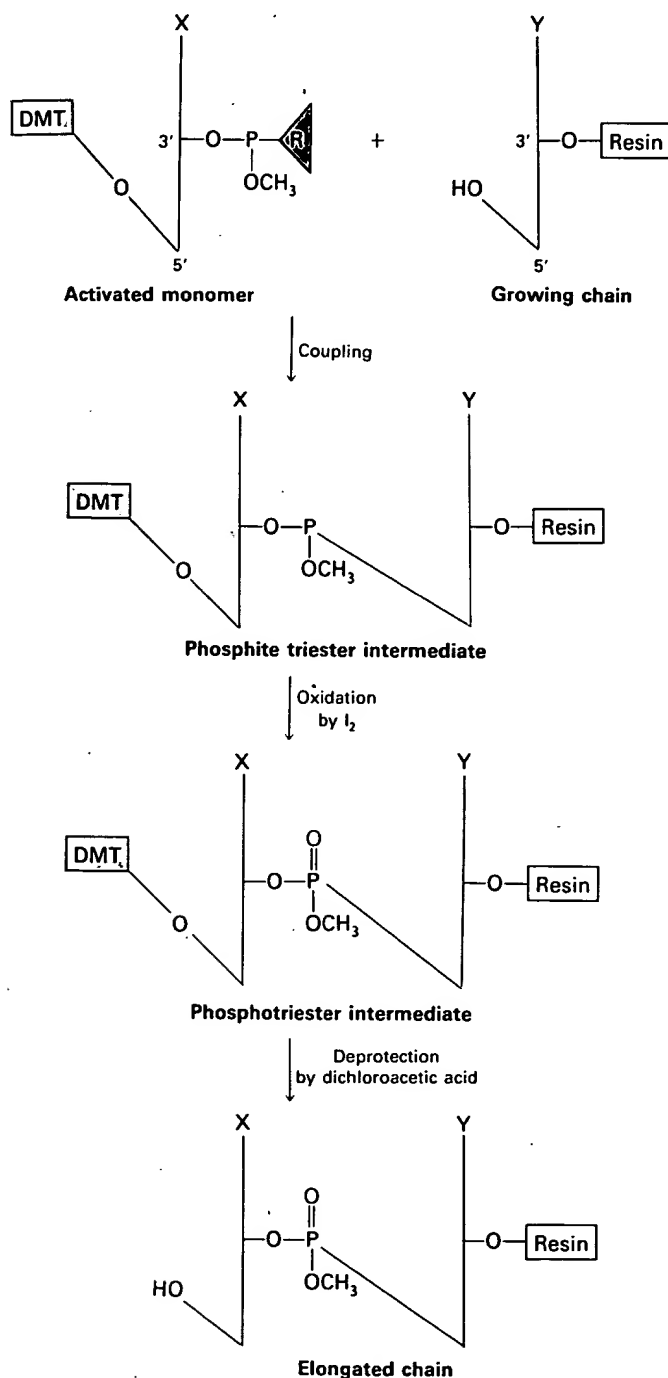 X
Y
DMT
3'
O
P
R
OCH3
+
3'
O
Resin
O
HO
5'
5'
Activated monomer
Growing chain
Coupling
X
Y
DMT
O
P
O
Resin
O
OCH3
Phosphite triester intermediate
Oxidation
by I2
X
Y
O
DMT
O
P
O
Resin
O
OCH3
Phosphotriester intermediate
Deprotection
by dichloroacetic acid
X
Y
O
O
P
O
Resin
HO
OCH3
Elongated chain